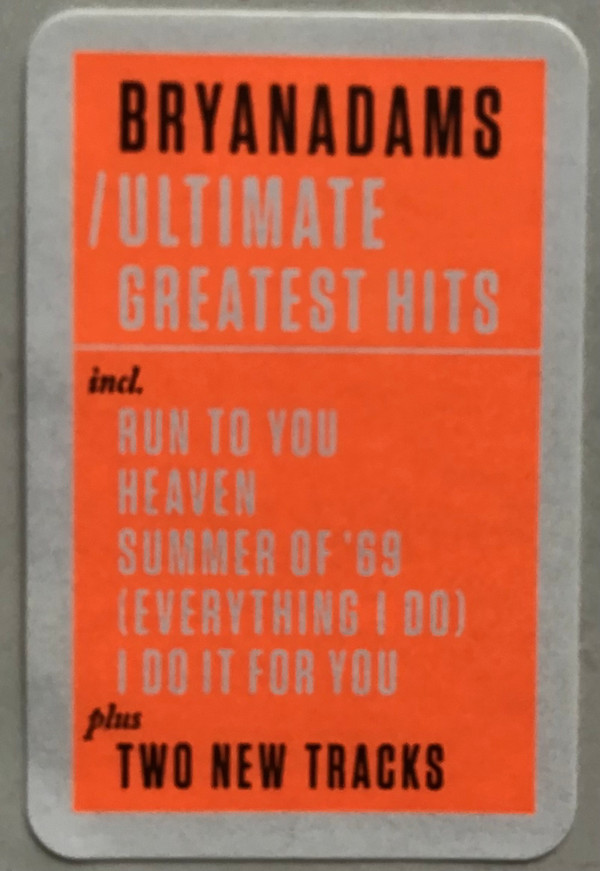 BRYANADAMS
/ULTIMATE
GREATEST HITS
incl.
RUN TO YOU
HEAVEN
SUMMER OF '69
(EVERYTHING I DO)
I DO IT FOR YOU
plus
TWO NEW TRACKS